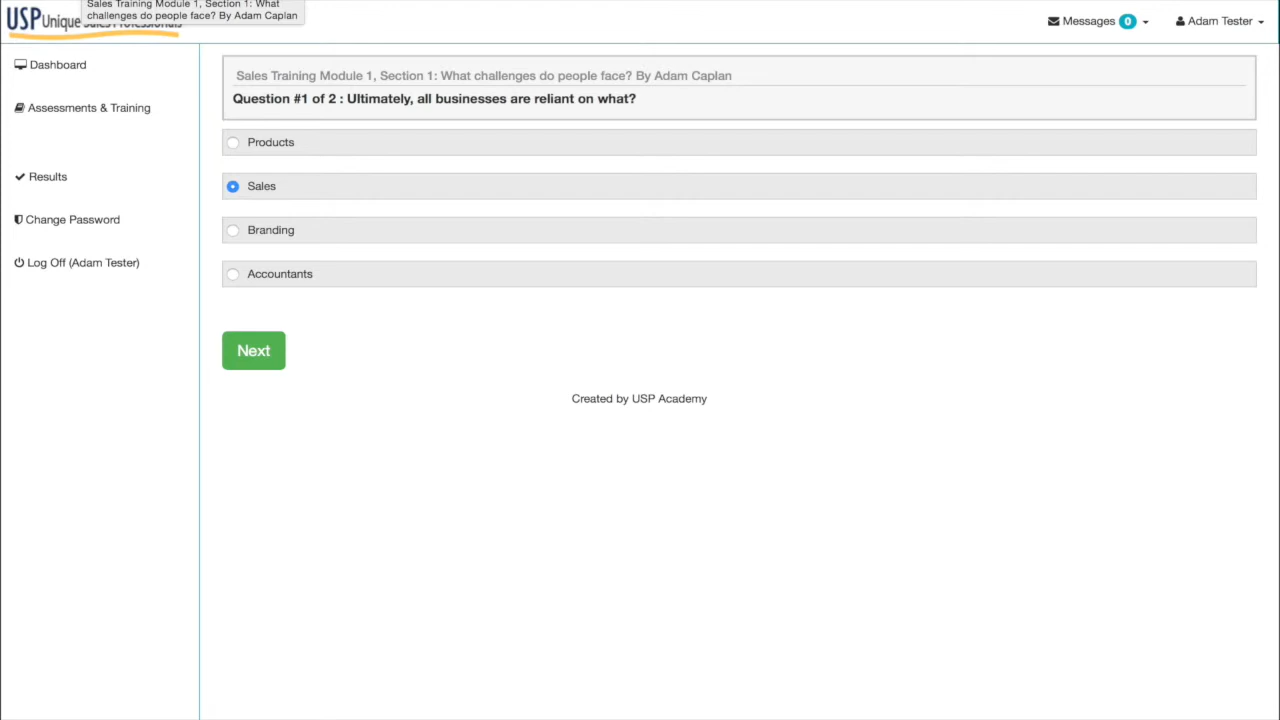 Sales Training Module 1, Section 1: What
challenges do people face? By Adam Caplan
USP Unique Sales Professionals
Messages 0
Adam Tester
Dashboard
Assessments & Training
Results
Change Password
Log Off (Adam Tester)
Sales Training Module 1, Section 1: What challenges do people face? By Adam Caplan
Question #1 of 2 : Ultimately, all businesses are reliant on what?
Products
Sales
Branding
Accountants
Next
Created by USP Academy